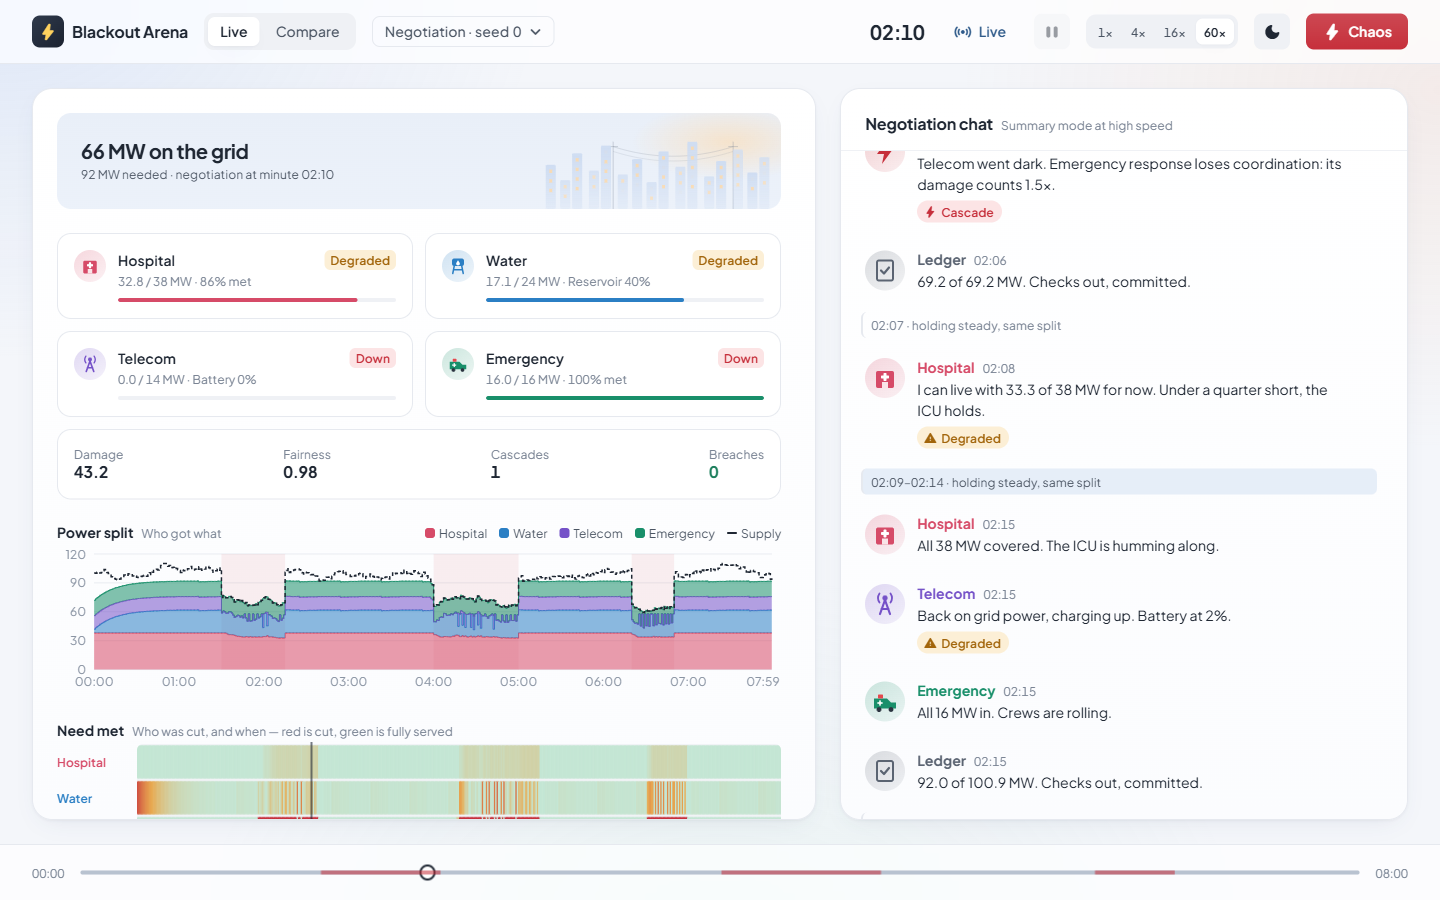 Blackout Arena
Live
Compare
Negotiation · seed 0
02:10
Live
1×
4×
16×
60×
Chaos
66 MW on the grid
92 MW needed · negotiation at minute 02:10
Hospital
Degraded
32.8 / 38 MW · 86% met
Water
Degraded
17.1 / 24 MW · Reservoir 40%
Telecom
Down
0.0 / 14 MW · Battery 0%
Emergency
Down
16.0 / 16 MW · 100% met
Damage
43.2
Fairness
0.98
Cascades
1
Breaches
0
Power split Who got what
Hospital
Water
Telecom
Emergency
Supply
120
90
60
30
0
00:00
01:00
02:00
03:00
04:00
05:00
06:00
07:00
07:59
Need met Who was cut, and when — red is cut, green is fully served
Hospital
Water
Negotiation chat Summary mode at high speed
Telecom went dark. Emergency response loses coordination: its
damage counts 1.5×.
Cascade
Ledger 02:06
69.2 of 69.2 MW. Checks out, committed.
02:07 · holding steady, same split
Hospital 02:08
I can live with 33.3 of 38 MW for now. Under a quarter short, the
ICU holds.
Degraded
02:09–02:14 · holding steady, same split
Hospital 02:15
All 38 MW covered. The ICU is humming along.
Telecom 02:15
Back on grid power, charging up. Battery at 2%.
Degraded
Emergency 02:15
All 16 MW in. Crews are rolling.
Ledger 02:15
92.0 of 100.9 MW. Checks out, committed.
00:00
08:00